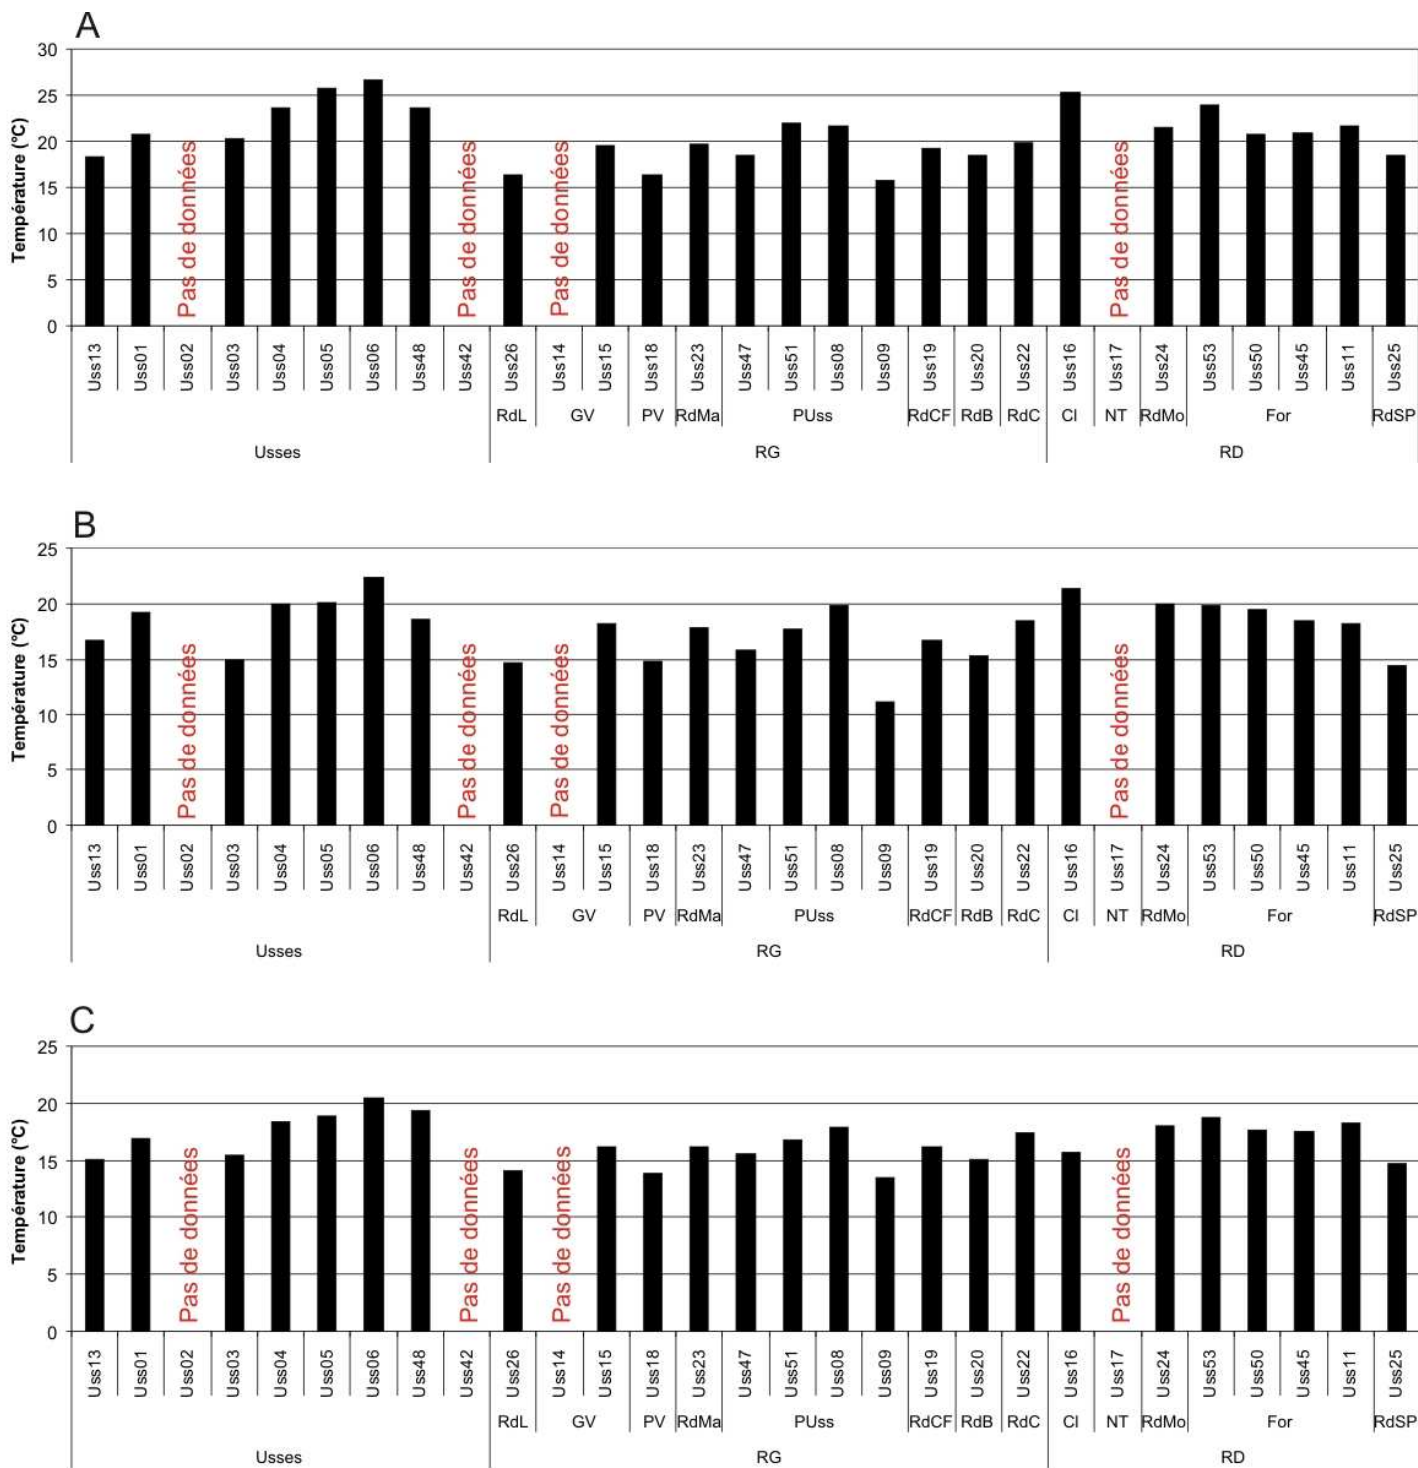 A
30
25
20
15
10
5
0
Température (°C)
Pas de données
Pas de données
Pas de données
Pas de données
Uss13 Uss01 Uss02 Uss03 Uss04 Uss05 Uss06 Uss48 Uss42 Uss26 Uss14 Uss15 Uss18 Uss23 Uss47 Uss51 Uss08 Uss09 Uss19 Uss20 Uss22 Uss16 Uss17 Uss24 Uss53 Uss50 Uss45 Uss11 Uss25
RdL GV PV RdMa PUss RdCF RdB RdC Cl NT RdMo For RdSP
Usses RG RD
B
25
20
15
10
5
0
Température (°C)
Pas de données
Pas de données
Pas de données
Pas de données
Uss13 Uss01 Uss02 Uss03 Uss04 Uss05 Uss06 Uss48 Uss42 Uss26 Uss14 Uss15 Uss18 Uss23 Uss47 Uss51 Uss08 Uss09 Uss19 Uss20 Uss22 Uss16 Uss17 Uss24 Uss53 Uss50 Uss45 Uss11 Uss25
RdL GV PV RdMa PUss RdCF RdB RdC Cl NT RdMo For RdSP
Usses RG RD
C
25
20
15
10
5
0
Température (°C)
Pas de données
Pas de données
Pas de données
Pas de données
Uss13 Uss01 Uss02 Uss03 Uss04 Uss05 Uss06 Uss48 Uss42 Uss26 Uss14 Uss15 Uss18 Uss23 Uss47 Uss51 Uss08 Uss09 Uss19 Uss20 Uss22 Uss16 Uss17 Uss24 Uss53 Uss50 Uss45 Uss11 Uss25
RdL GV PV RdMa PUss RdCF RdB RdC Cl NT RdMo For RdSP
Usses RG RD